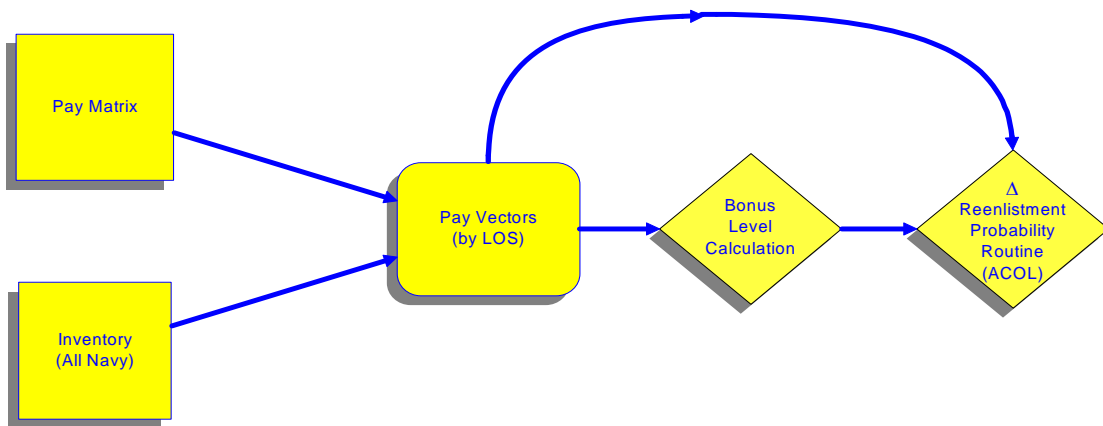 Pay Matrix
Inventory
(All Navy)
Pay Vectors
(by LOS)
Bonus
Level
Calculation
Δ
Reenlistment
Probability
Routine
(ACOL)